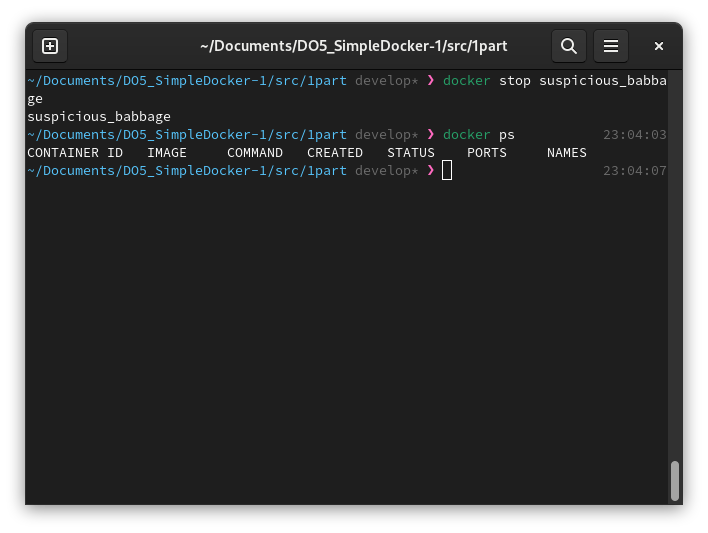 ~/Documents/DO5_SimpleDocker-1/src/1part
~/Documents/DO5_SimpleDocker-1/src/1part develop* ❯ docker stop suspicious_babba
ge
suspicious_babbage
~/Documents/DO5_SimpleDocker-1/src/1part develop* ❯ docker ps 23:04:03
CONTAINER ID IMAGE COMMAND CREATED STATUS PORTS NAMES
~/Documents/DO5_SimpleDocker-1/src/1part develop* ❯ 23:04:07